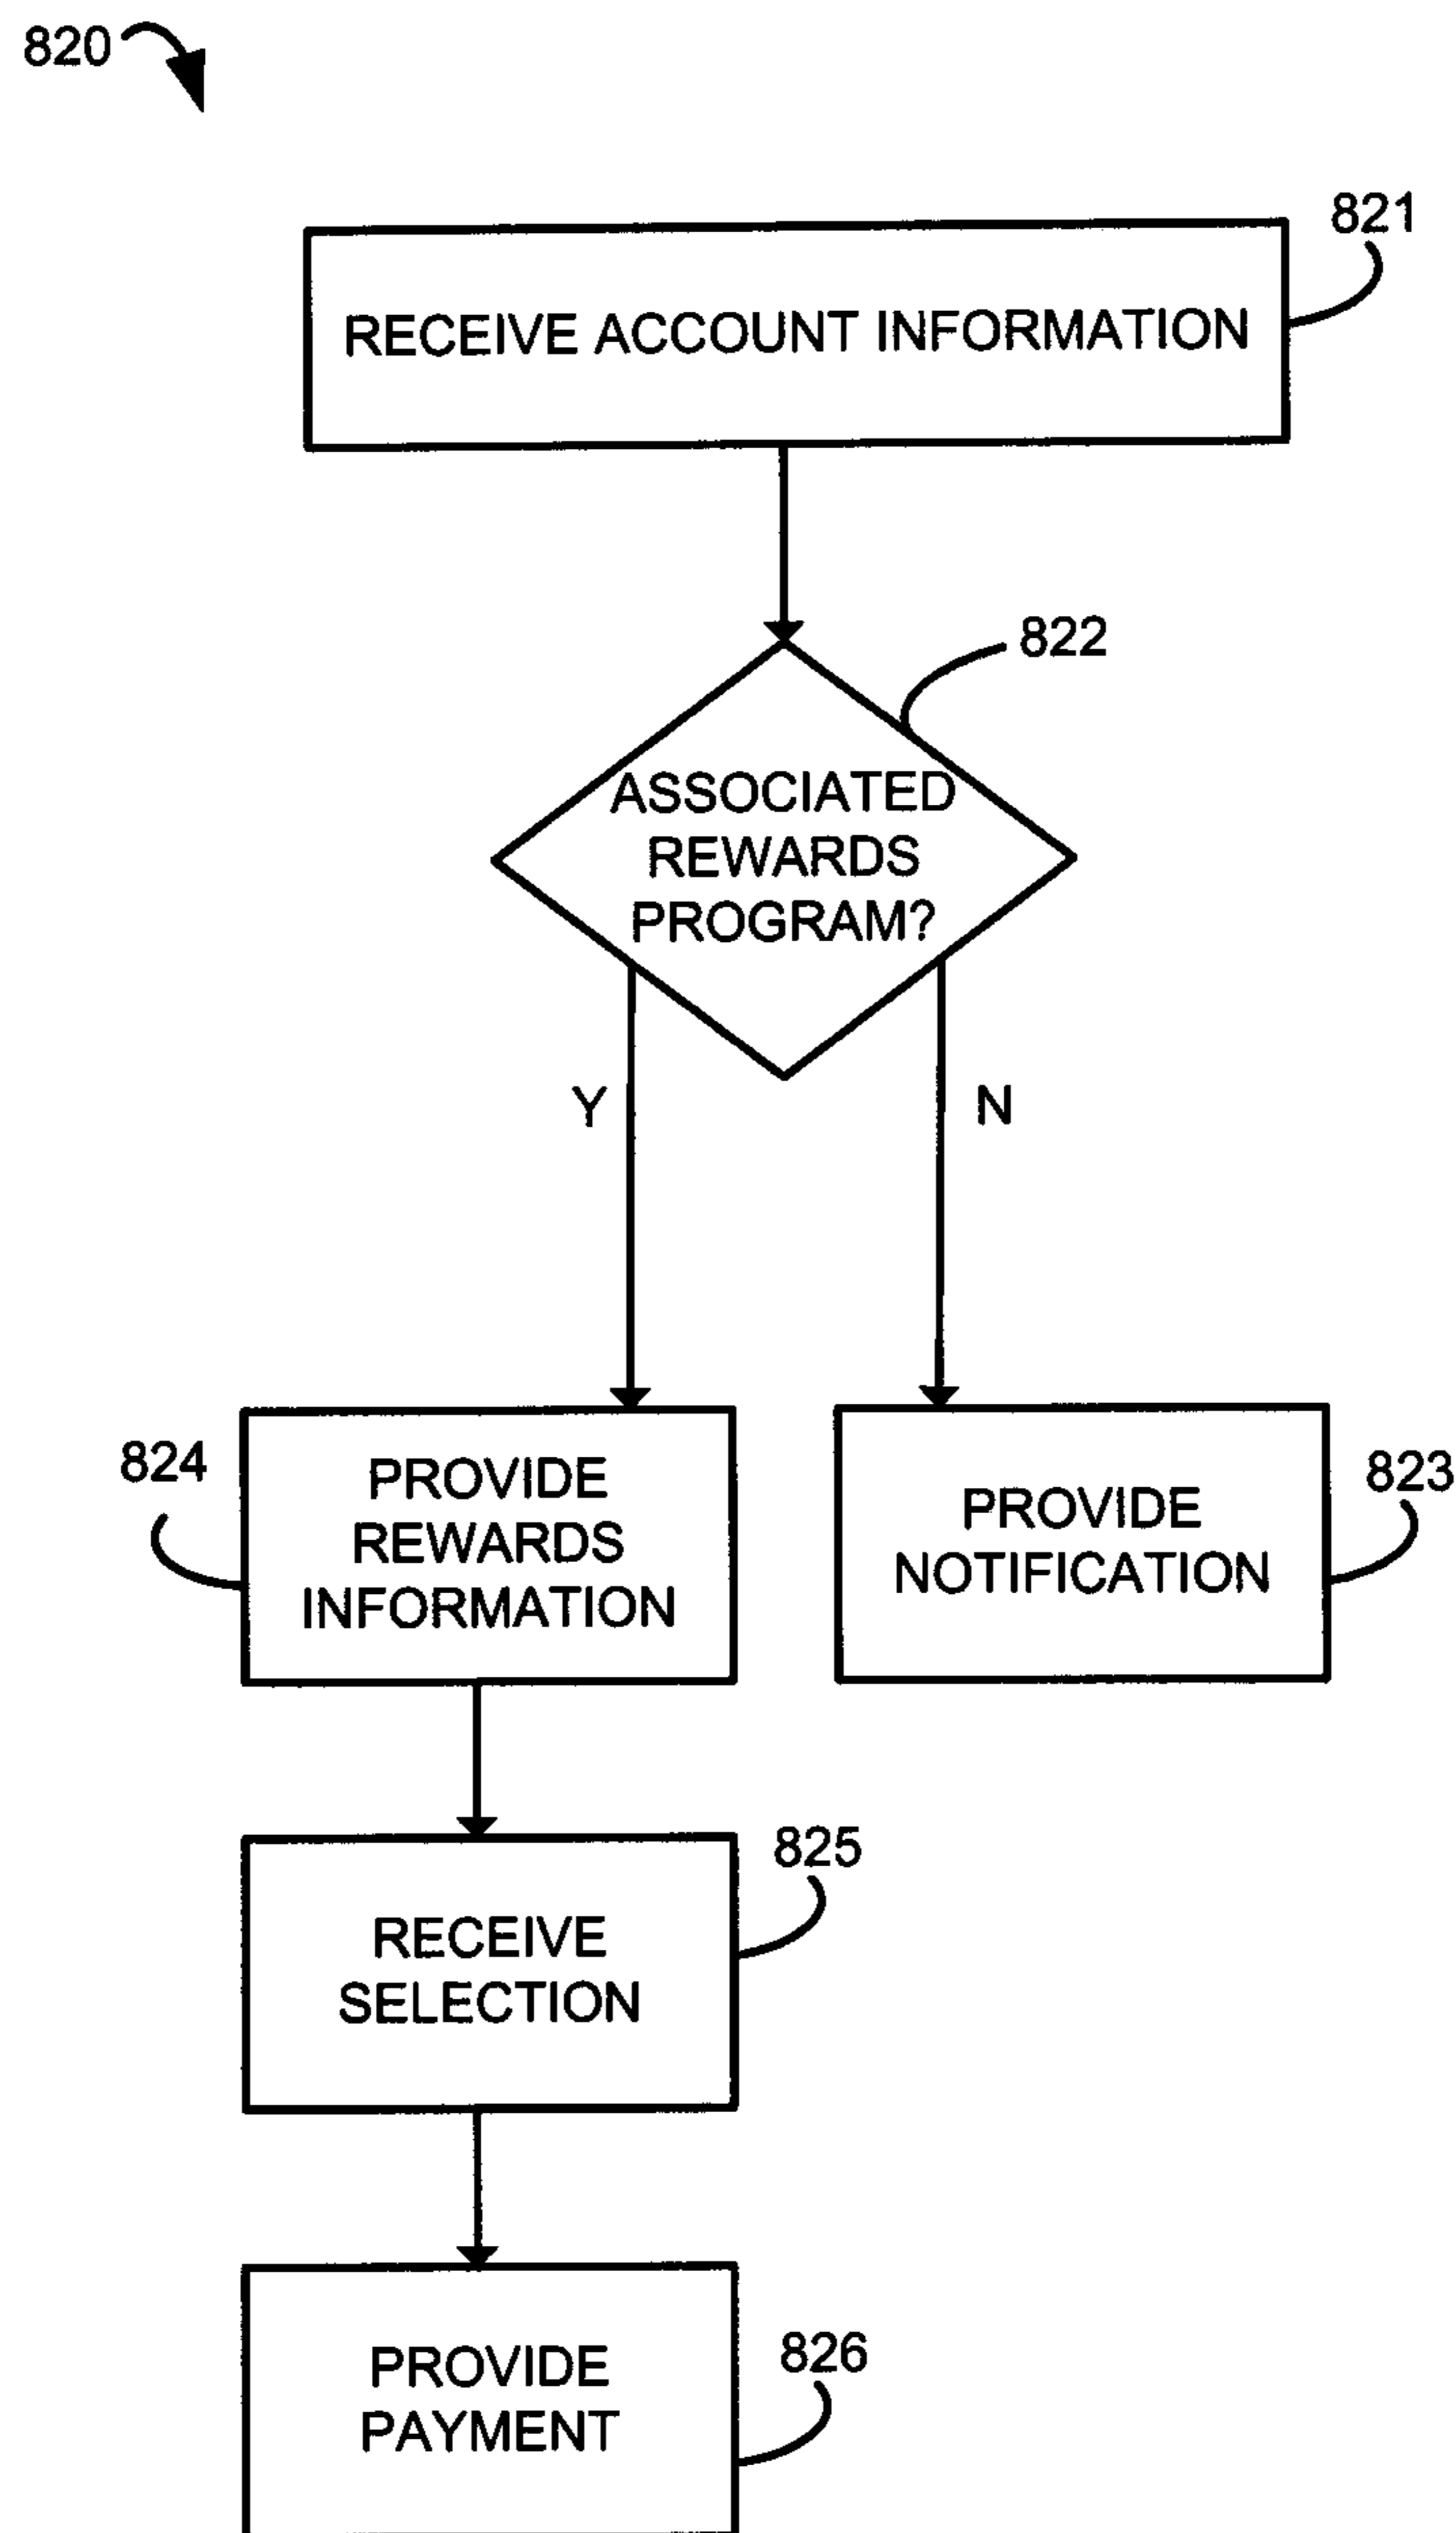 820
821
RECEIVE ACCOUNT INFORMATION
822
ASSOCIATED
REWARDS
PROGRAM?
Y
N
824
PROVIDE
REWARDS
INFORMATION
PROVIDE
NOTIFICATION
823
825
RECEIVE
SELECTION
826
PROVIDE
PAYMENT